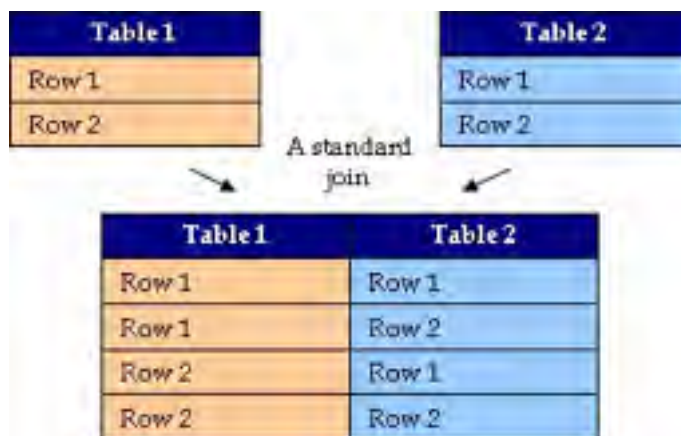 Table 1
Row 1
Row 2
Table 2
Row 1
Row 2
A standard
join
Table 1 Table 2
Row 1 Row 1
Row 1 Row 2
Row 2 Row 1
Row 2 Row 2